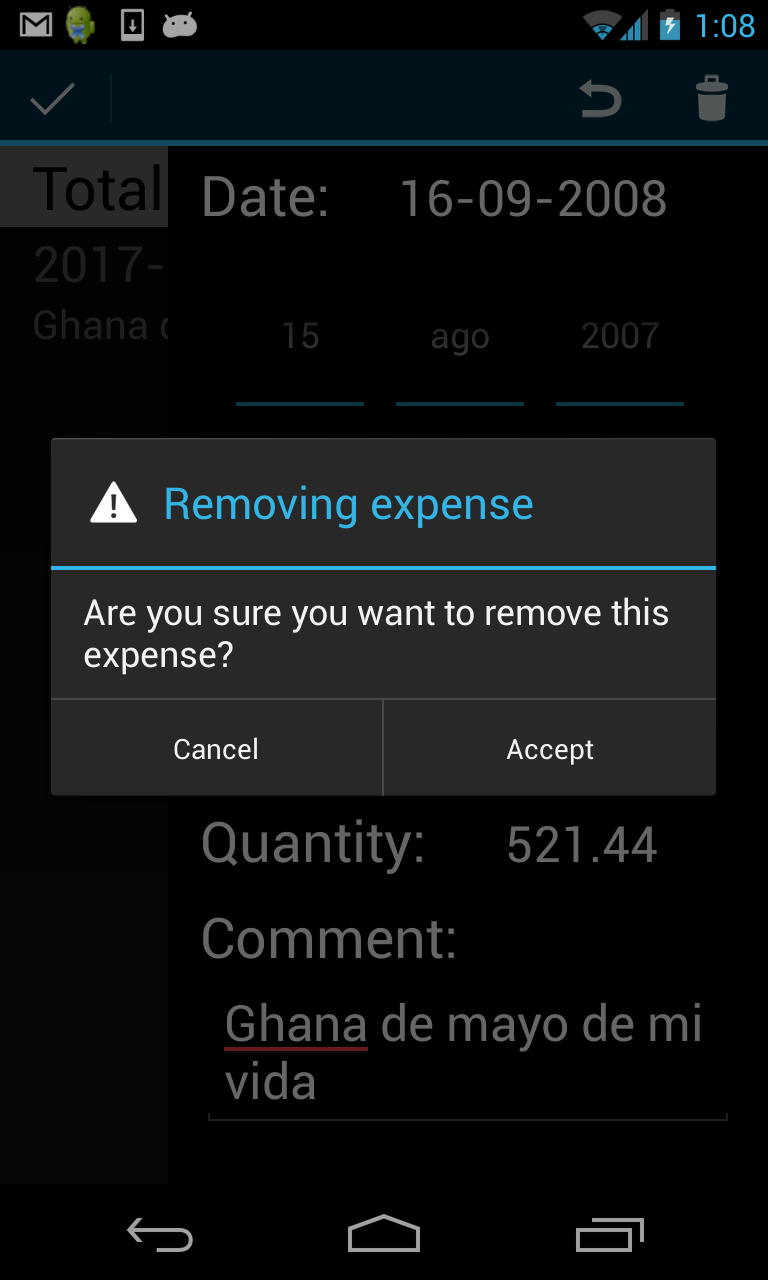 1:08
Total
Date: 16-09-2008
2017-
Ghana
15 ago 2007
Removing expense
Are you sure you want to remove this
expense?
Cancel Accept
Quantity: 521.44
Comment:
Ghana de mayo de mi
vida